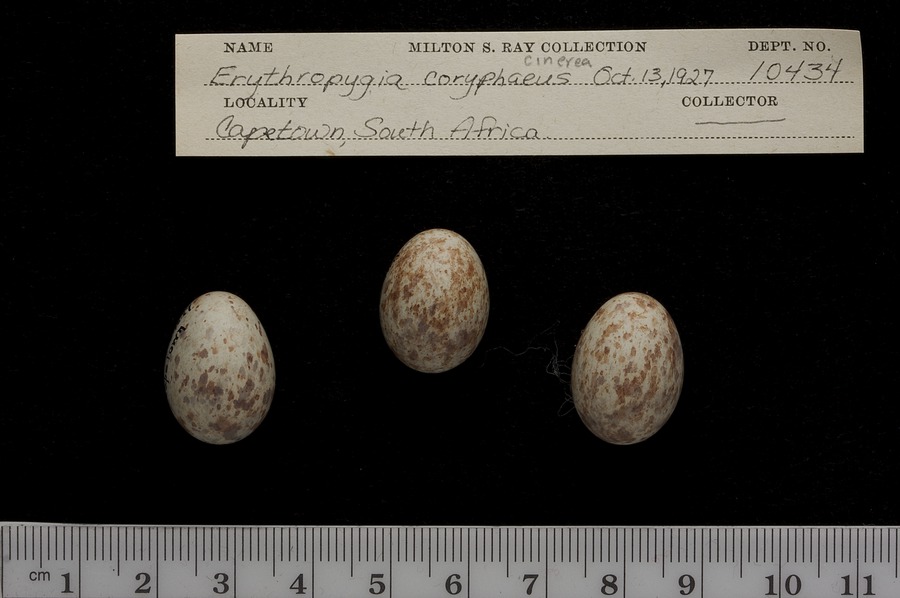 NAME MILTON S. RAY COLLECTION DEPT. NO.
cinerea
Erythropygia coryphaeus Oct. 13, 1927 10434
LOCALITY COLLECTOR
Capetown, South Africa
cm 1 2 3 4 5 6 7 8 9 10 11